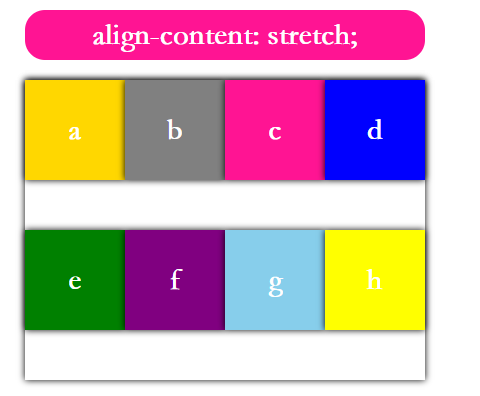 align-content: stretch;
a b c d
e f g h